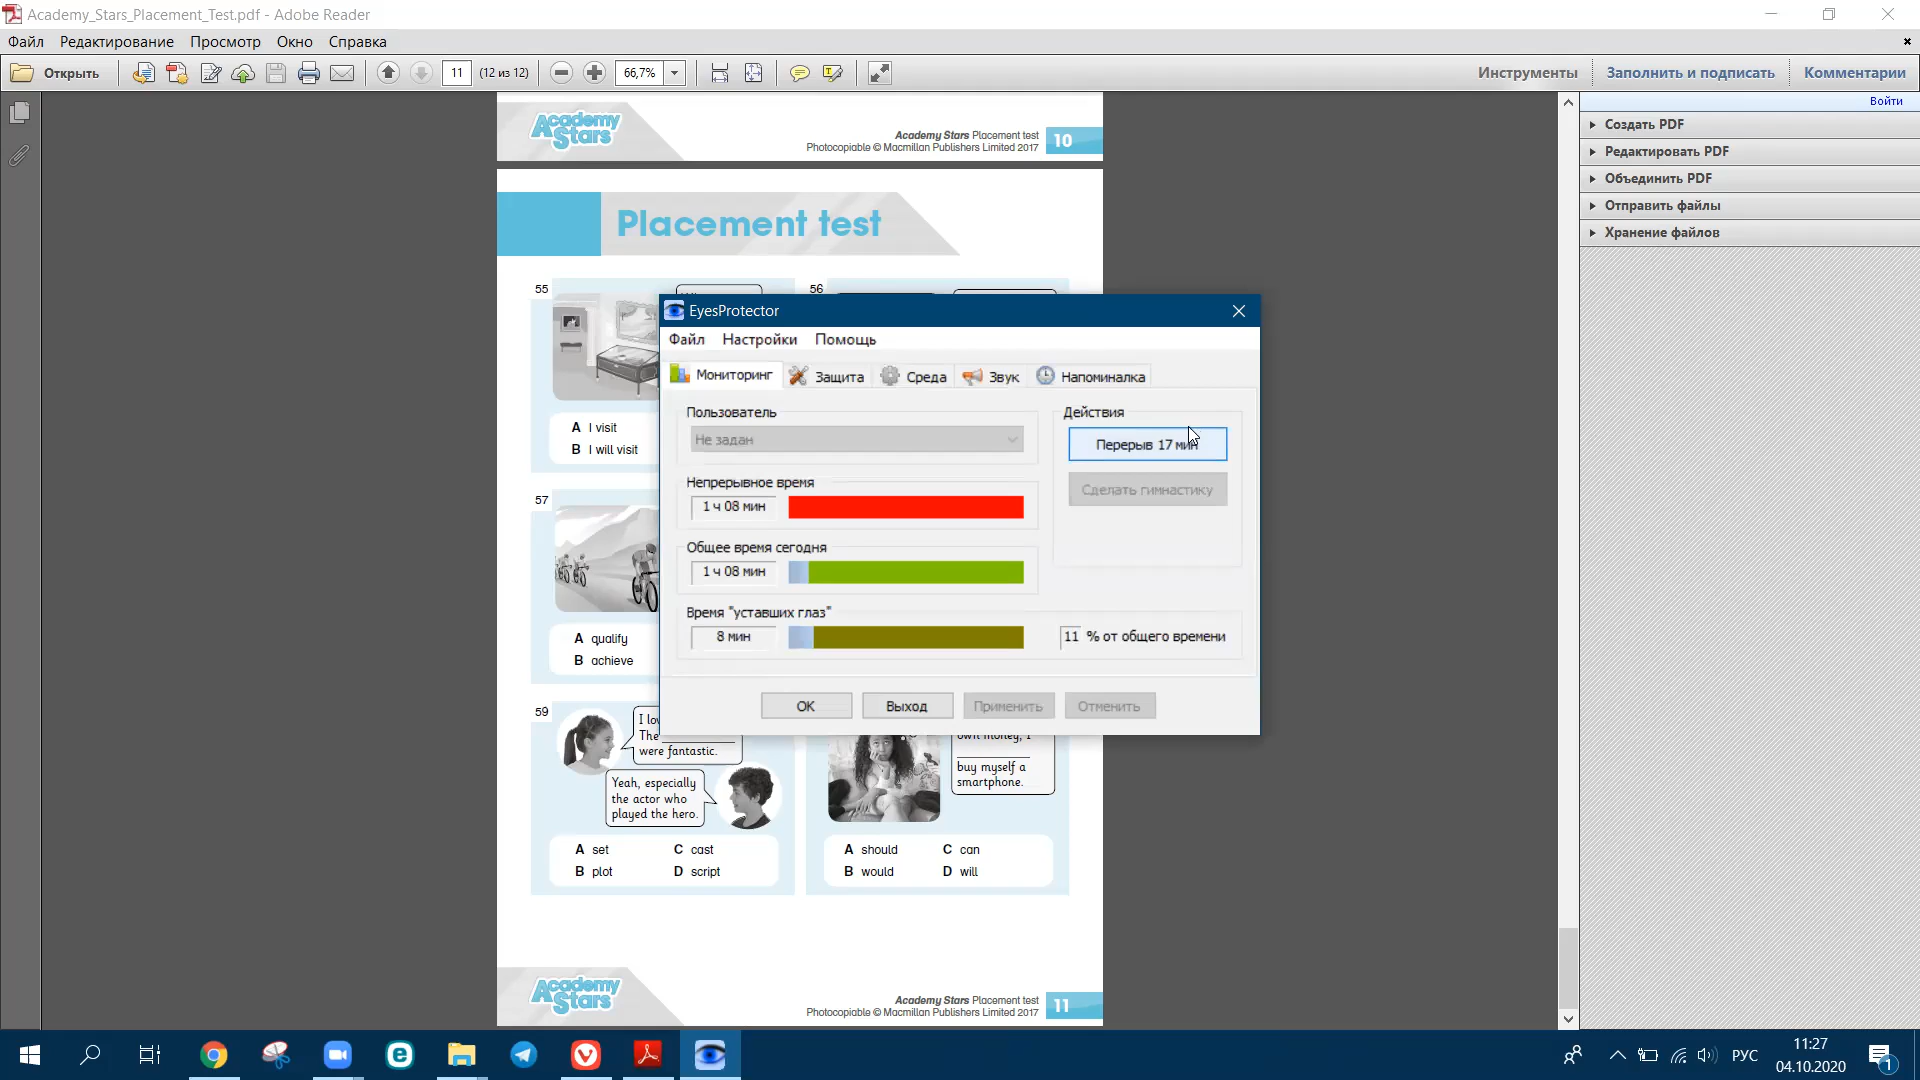 Academy_Stars_Placement_Test.pdf - Adobe Reader
Файл Редактирование Просмотр Окно Справка
Открыть 11 (12 из 12) 66,7% Инструменты Заполнить и подписать Комментарии
Войти
Создать PDF
Редактировать PDF
Объединить PDF
Отправить файлы
Хранение файлов
Academy Stars
Academy Stars Placement test
Photocopiable © Macmillan Publishers Limited 2017
10
Placement test
55
A I visit
B I will visit
56
57
A qualify
B achieve
59
The
were fantastic.
Yeah, especially
the actor who
played the hero.
A set C cast
B plot D script
own money, I
buy myself a
smartphone.
A should C can
B would D will
Academy Stars
Academy Stars Placement test
Photocopiable © Macmillan Publishers Limited 2017
11
EyesProtector
Файл Настройки Помощь
Мониторинг Защита Среда Звук Напоминалка
Пользователь
Не задан
Непрерывное время
1 ч 08 мин
Общее время сегодня
1 ч 08 мин
Время "уставших глаз"
8 мин
11 % от общего времени
Действия
Перерыв 17 мин
Сделать гимнастику
OK Выход Применить Отменить
РУС
11:27
04.10.2020
1